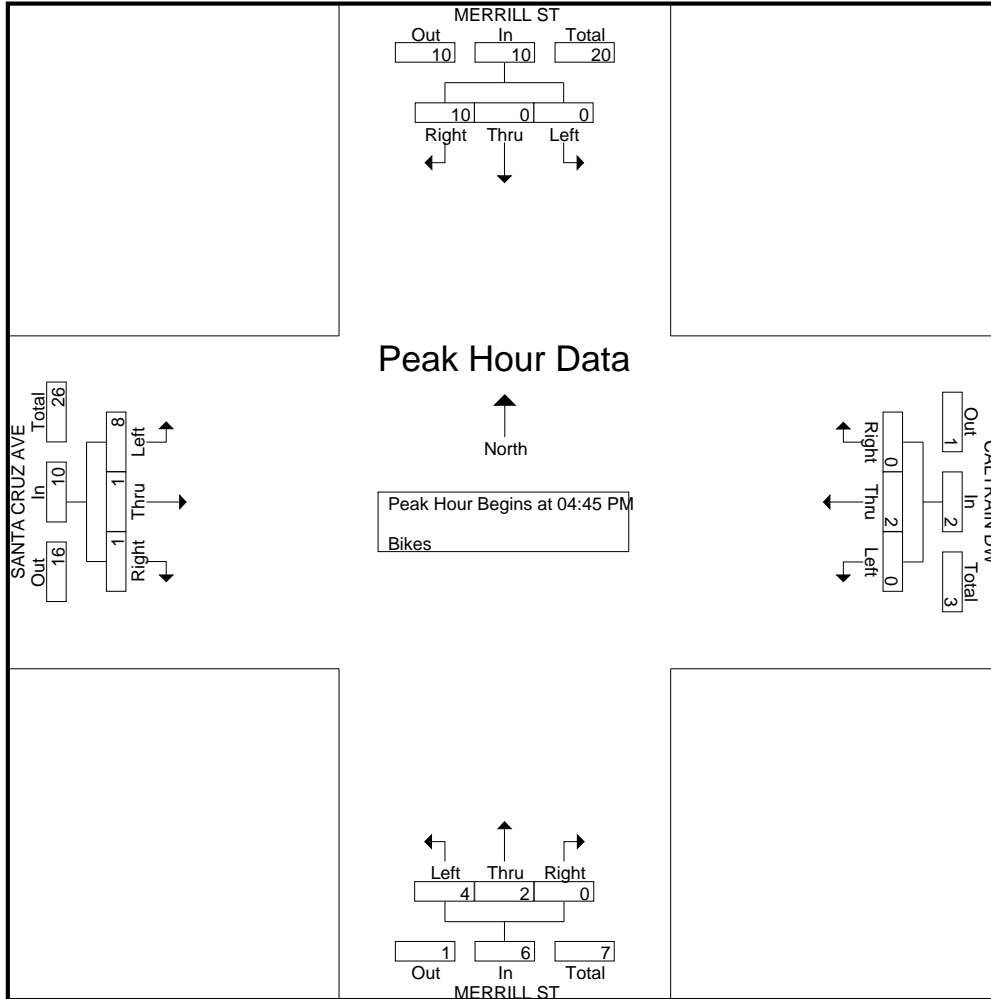 MERRILL ST
Out In Total
10 10 20
10 0 0
Right Thru Left
Peak Hour Data
North
Peak Hour Begins at 04:45 PM
Bikes
SANTA CRUZ AVE
Total In Out
26 10 16
8 1 1
Left Thru Right
CALTRAIN DW
Out In Total
1 2 3
0 2 0
Right Thru Left
Left Thru Right
4 2 0
1 6 7
Out In Total
MERRILL ST